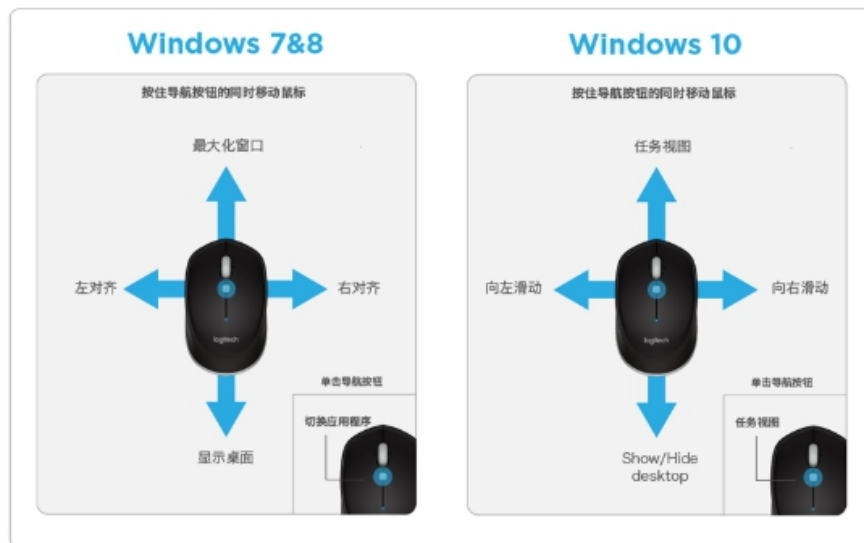 Windows 7&8
按住导航按钮的同时移动鼠标
最大化窗口
左对齐
右对齐
logitech
显示桌面
单击导航按钮
切换应用程序
Windows 10
按住导航按钮的同时移动鼠标
任务视图
向左滑动
向右滑动
logitech
Show/Hide
desktop
单击导航按钮
任务视图